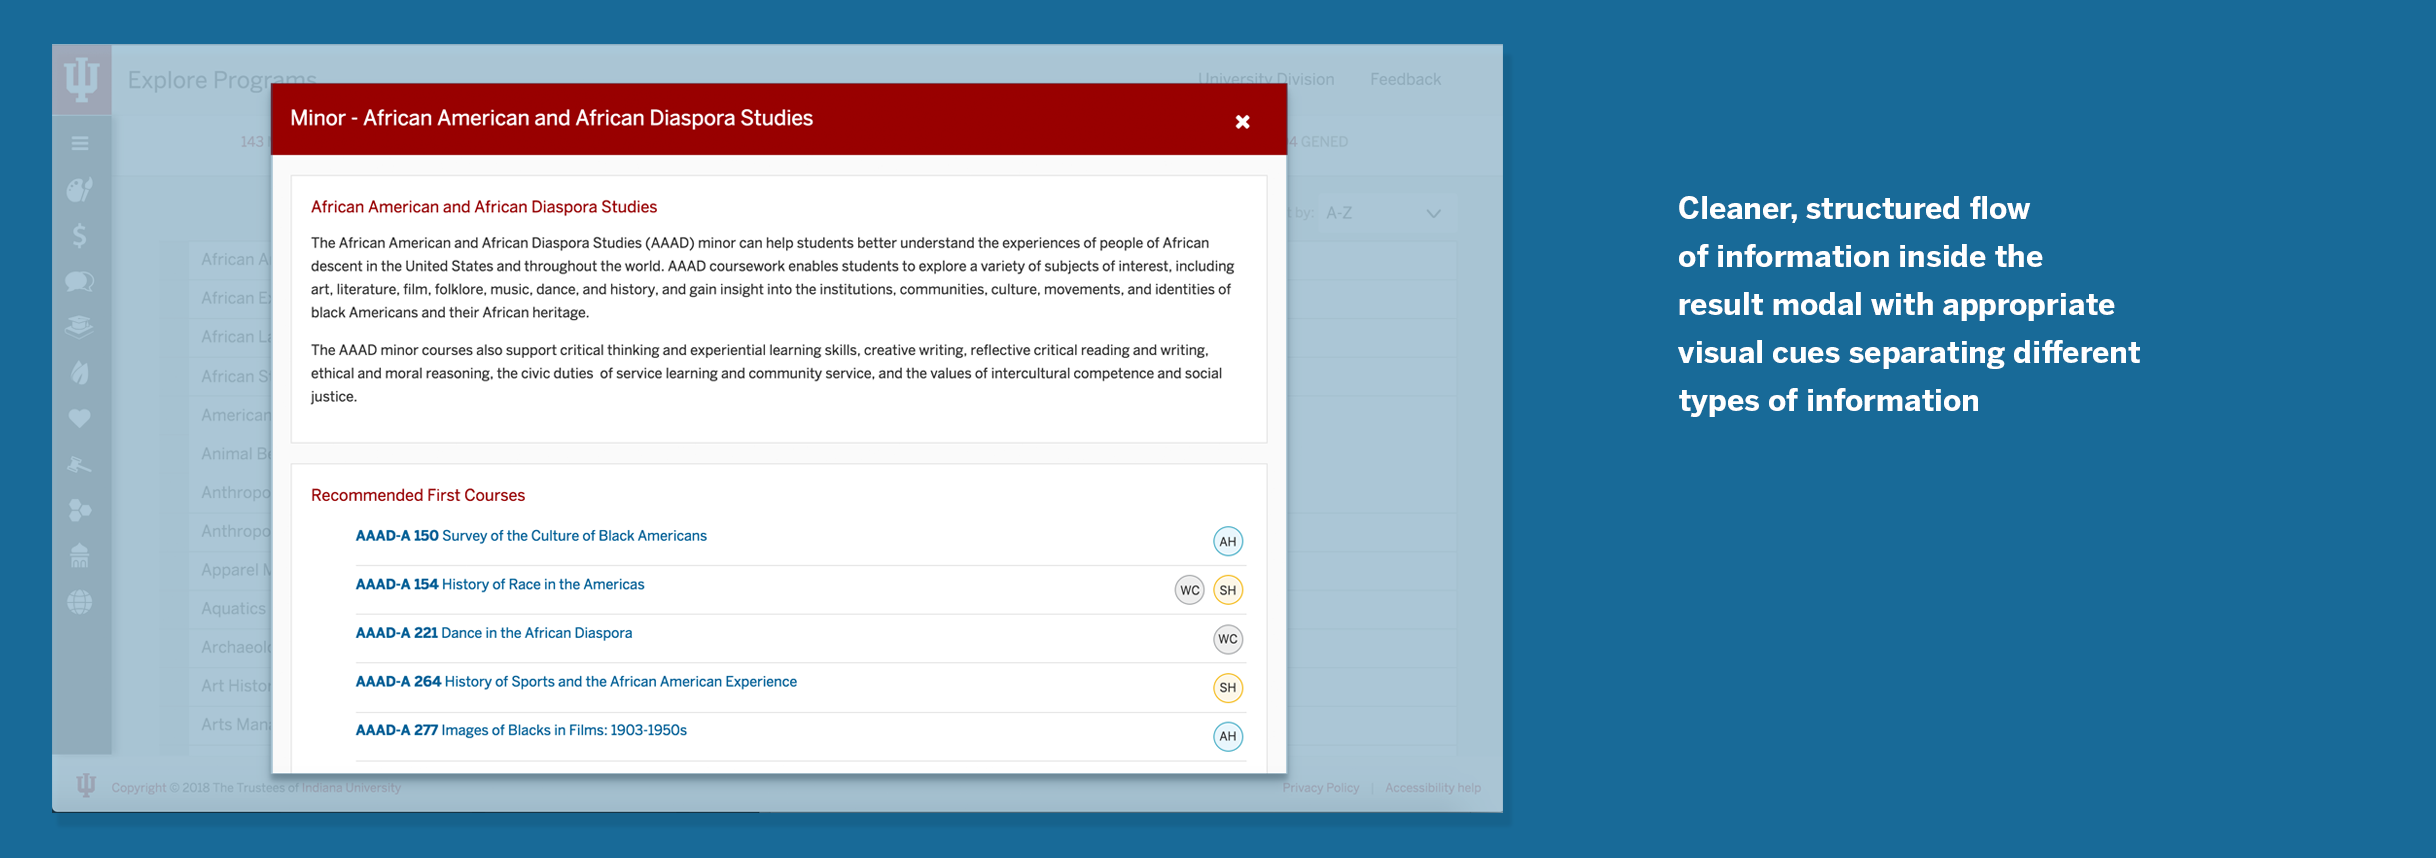 Explore Programs
University Division Feedback
143
GENED
Minor - African American and African Diaspora Studies
by: A-Z
African American and African Diaspora Studies
The African American and African Diaspora Studies (AAAD) minor can help students better understand the experiences of people of African
descent in the United States and throughout the world. AAAD coursework enables students to explore a variety of subjects of interest, including
art, literature, film, folklore, music, dance, and history, and gain insight into the institutions, communities, culture, movements, and identities of
black Americans and their African heritage.
The AAAD minor courses also support critical thinking and experiential learning skills, creative writing, reflective critical reading and writing,
ethical and moral reasoning, the civic duties of service learning and community service, and the values of intercultural competence and social
justice.
Recommended First Courses
AAAD-A 150 Survey of the Culture of Black Americans AH
AAAD-A 154 History of Race in the Americas WC SH
AAAD-A 221 Dance in the African Diaspora WC
AAAD-A 264 History of Sports and the African American Experience SH
AAAD-A 277 Images of Blacks in Films: 1903-1950s AH
African
African
African
African
American
Animal
Anthropo
Anthropo
Apparel
Aquatics
Archaeol
Art Histo
Arts Man
Copyright © 2018 The Trustees of Indiana University
Privacy Policy | Accessibility help
Cleaner, structured flow
of information inside the
result modal with appropriate
visual cues separating different
types of information